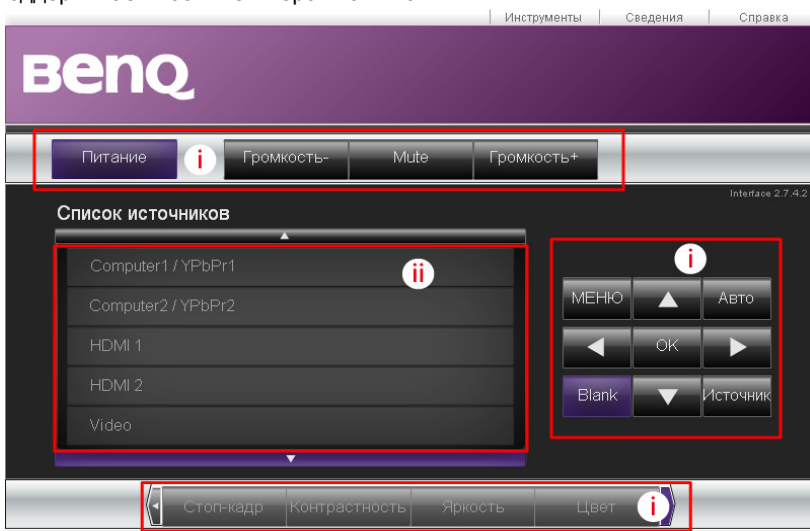 Инструменты Сведения Справка
BenQ
Питание i Громкость- Mute Громкость+
Interface 2.7.4.2
Список источников
Computer1 / YPbPr1
ii
i
Computer2 / YPbPr2
МЕНЮ Авто
HDMI 1
OK
HDMI 2
Blank Источник
Video
Стоп-кадр Контрастность Яркость Цвет i